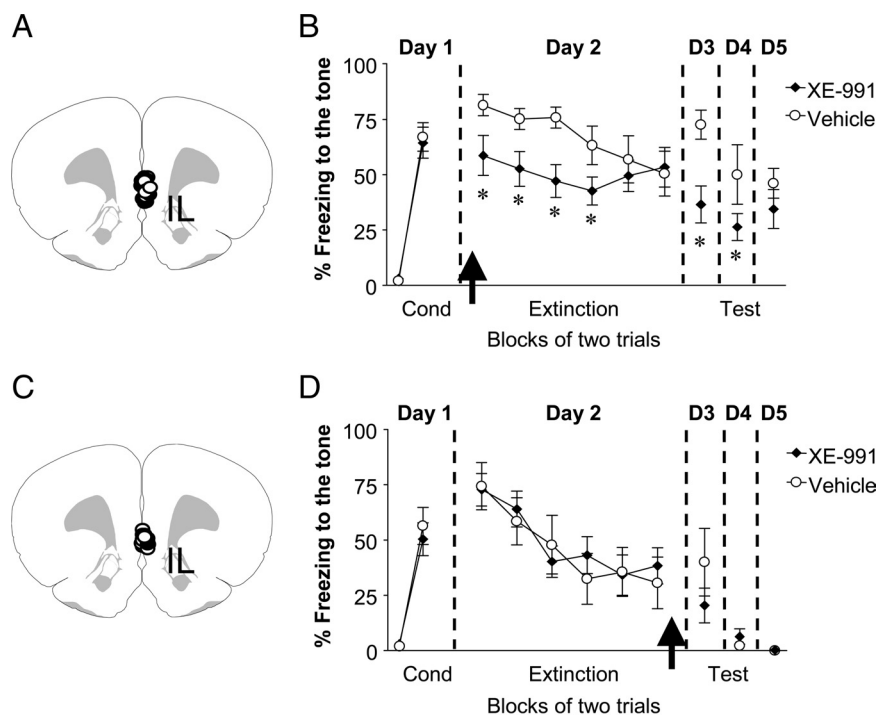 A
IL
B
Day 1 Day 2 D3 D4 D5
% Freezing to the tone
100
75
50
25
0
* * * * * *
XE-991
Vehicle
Cond Extinction Test
Blocks of two trials
C
IL
D
Day 1 Day 2 D3 D4 D5
% Freezing to the tone
100
75
50
25
0
XE-991
Vehicle
Cond Extinction Test
Blocks of two trials